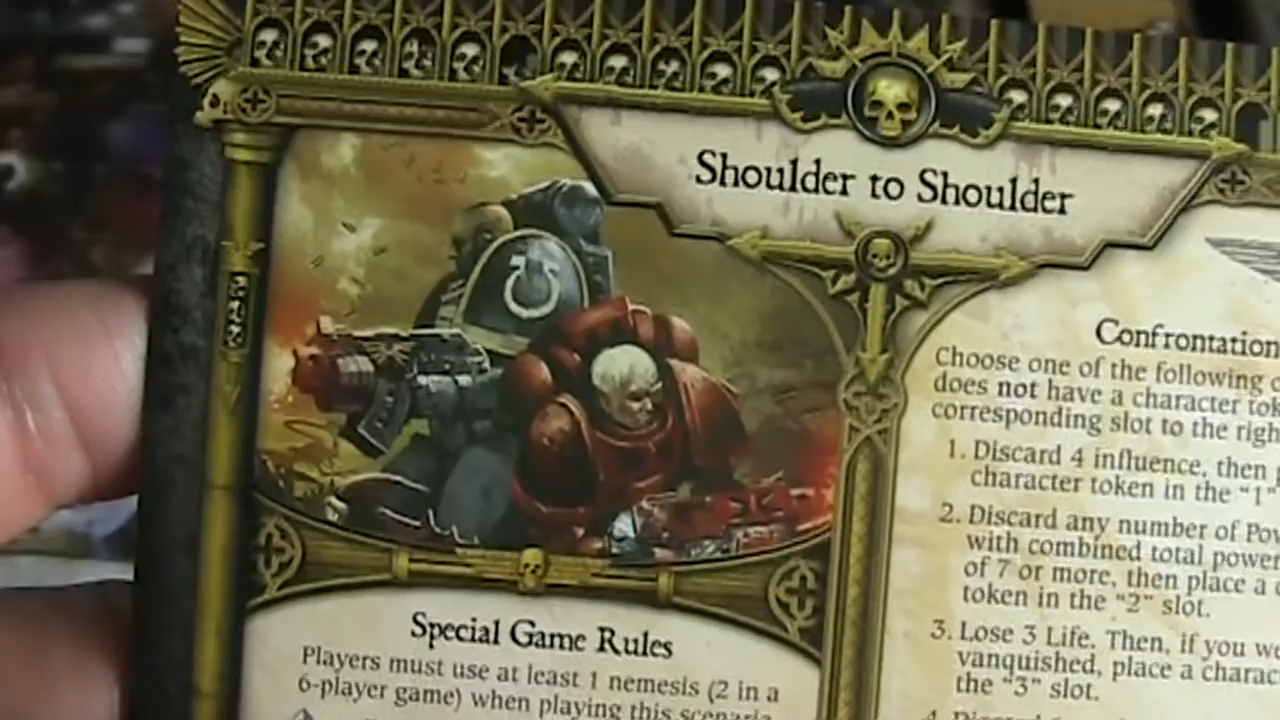 Shoulder to Shoulder
Special Game Rules
Players must use at least 1 nemesis (2 in a
6-player game) when playing this scenario.
Confrontation
Choose one of the following
does not have a character
corresponding slot to the
1. Discard 4 influence, then
character token in the "1"
2. Discard any number of
with combined total power
of 7 or more, then place a
token in the "2" slot.
3. Lose 3 Life. Then, if you
vanquished, place a
the "3" slot.